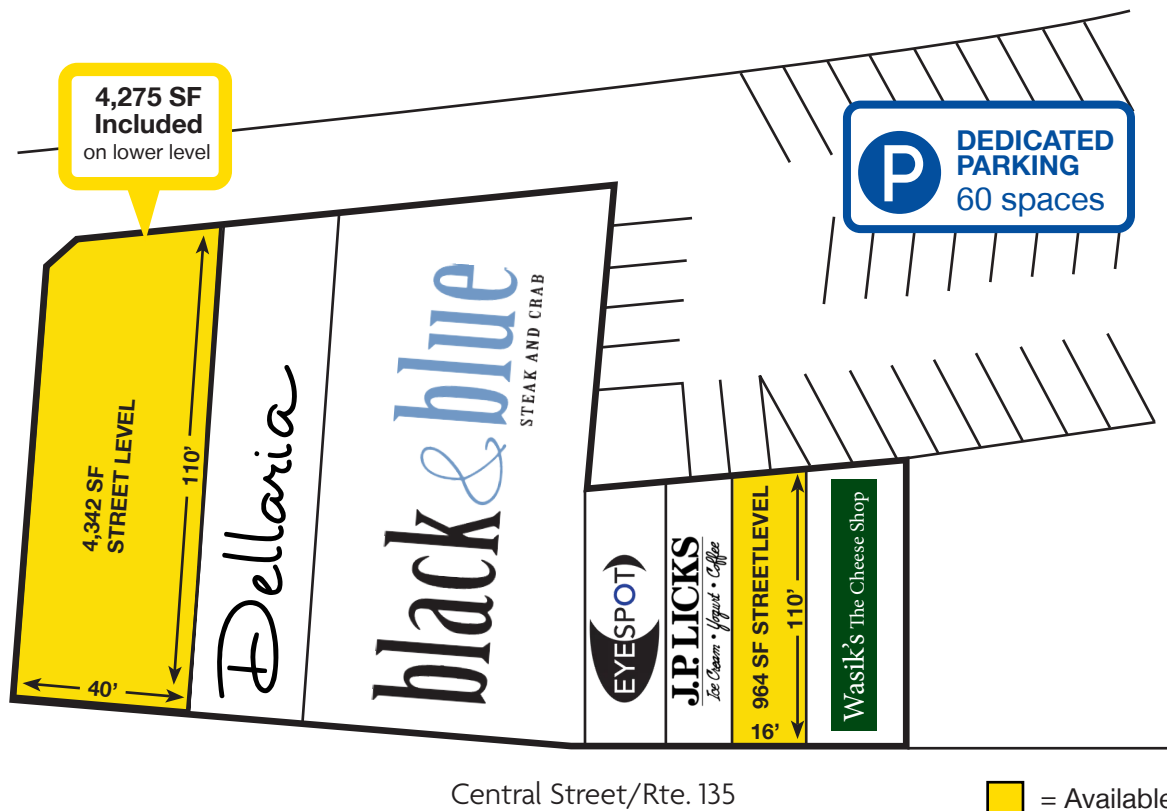 4,275 SF
Included
on lower level
P
DEDICATED
PARKING
60 spaces
4,342 SF
STREET LEVEL
110’
40’
Dellaria
black & blue
STEAK AND CRAB
EYESPOT
J.P. LICKS
Ice Cream • Yogurt • Coffee
964 SF STREETLEVEL
110’
16’
Wasik’s The Cheese Shop
Central Street/Rte. 135
= Available